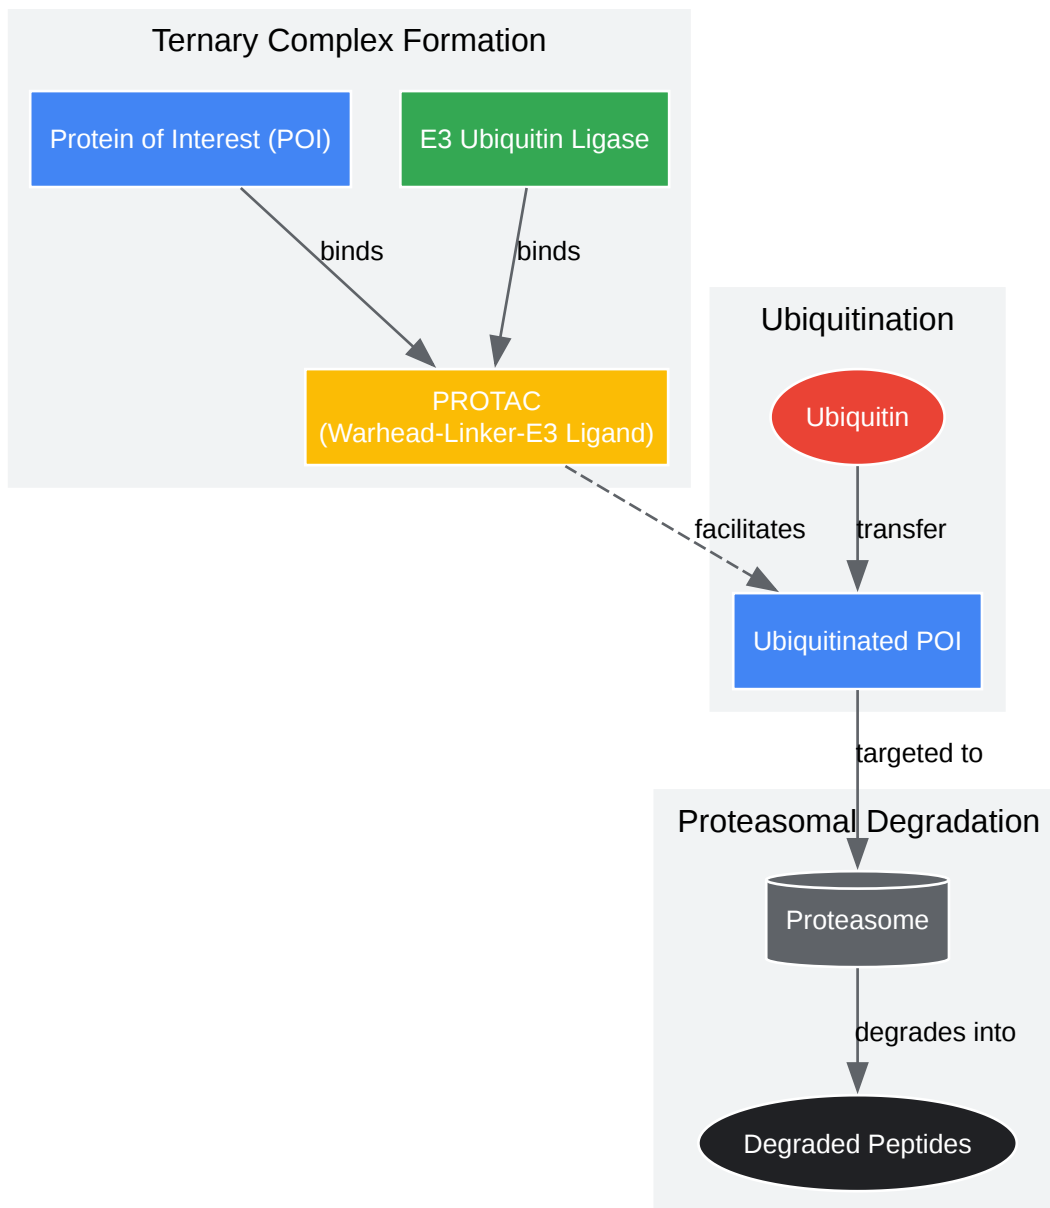 Ternary Complex Formation
Protein of Interest (POI)
E3 Ubiquitin Ligase
binds
binds
PROTAC
(Warhead-Linker-E3 Ligand)
Ubiquitination
Ubiquitin
facilitates
transfer
Ubiquitinated POI
targeted to
Proteasomal Degradation
Proteasome
degrades into
Degraded Peptides